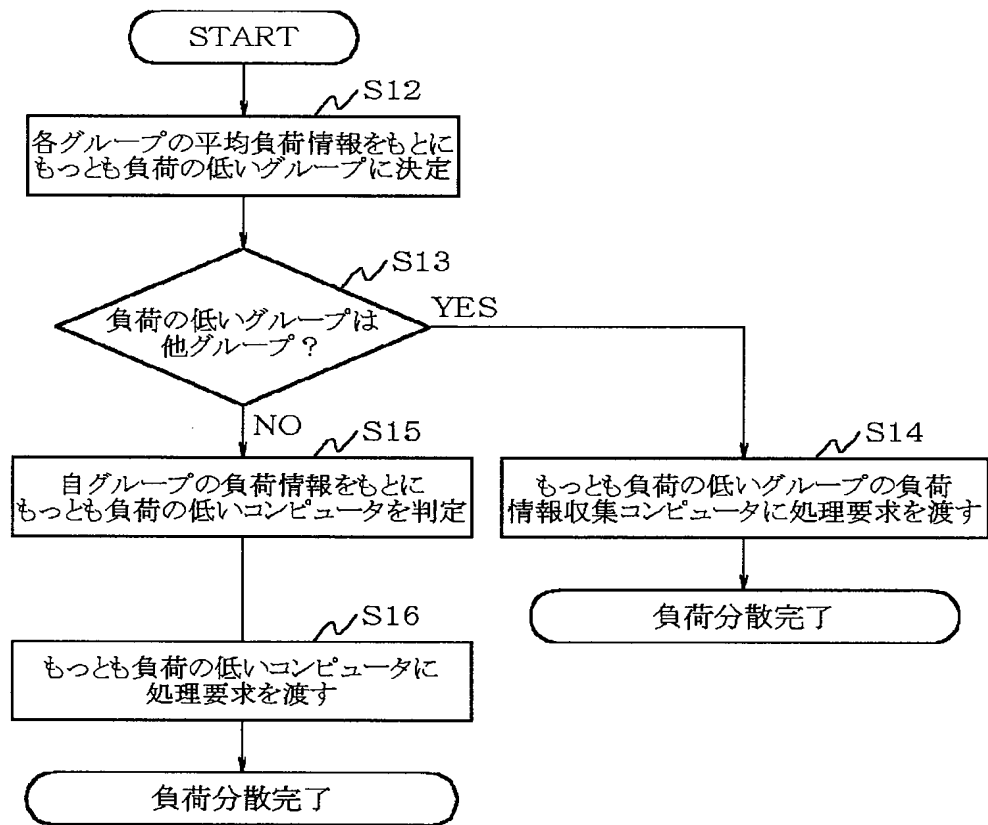 START
S12
各グループの平均負荷情報をもとに
もっとも負荷の低いグループに決定
S13
負荷の低いグループは
他グループ?
YES
NO
S15
自グループの負荷情報をもとに
もっとも負荷の低いコンピュータを判定
S14
もっとも負荷の低いグループの負荷
情報収集コンピュータに処理要求を渡す
負荷分散完了
S16
もっとも負荷の低いコンピュータに
処理要求を渡す
負荷分散完了